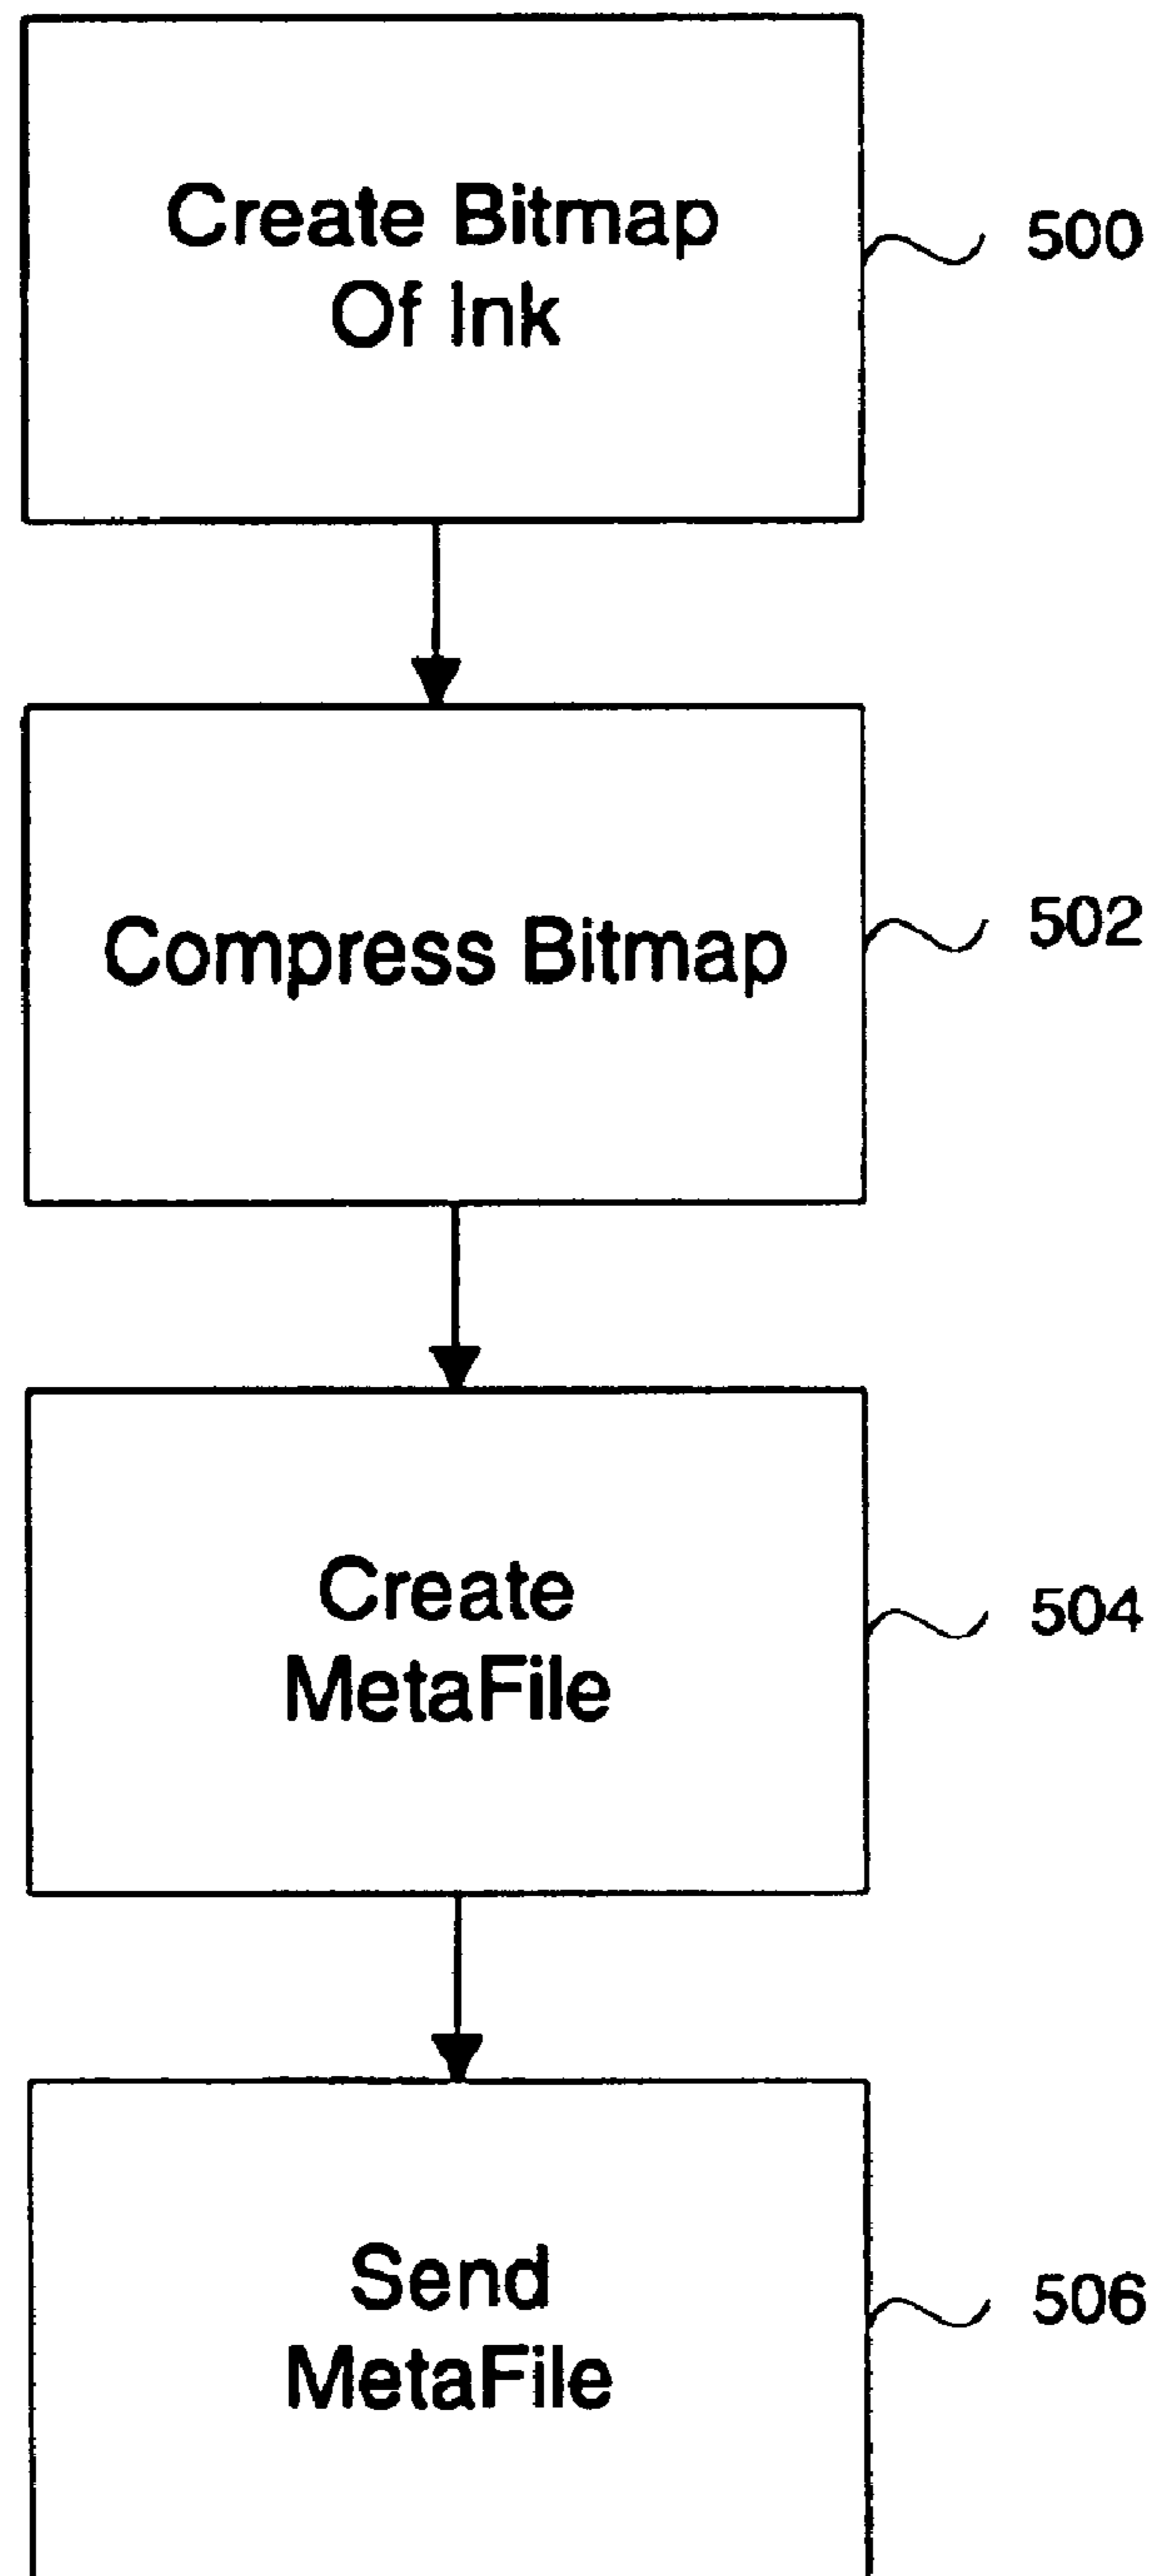 Create Bitmap
Of Ink
500
Compress Bitmap
502
Create
MetaFile
504
Send
MetaFile
506